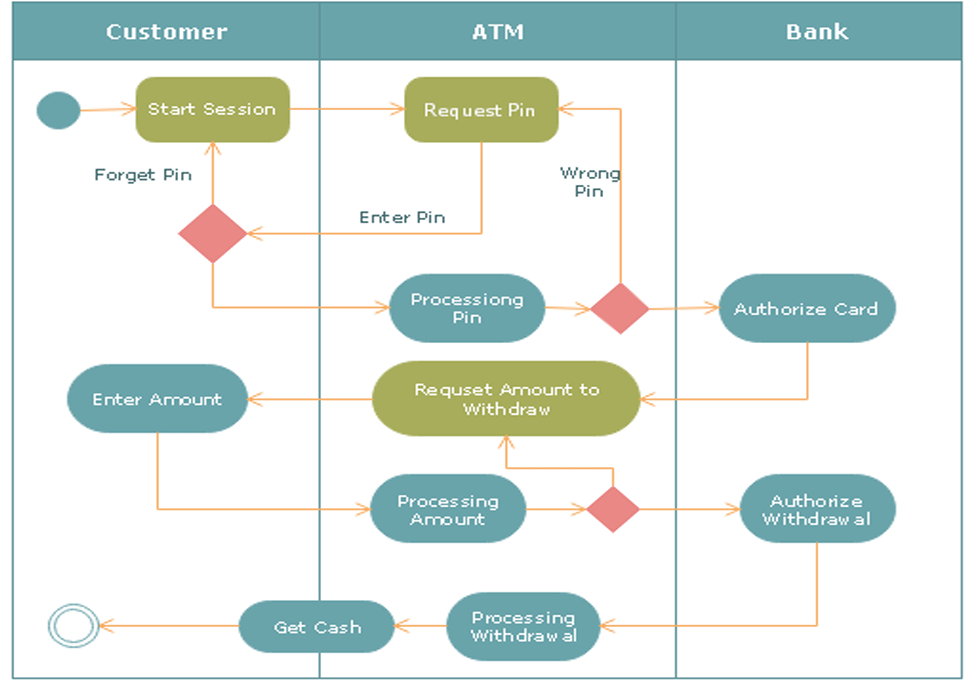 Customer
ATM
Bank
Start Session
Request Pin
Forget Pin
Wrong
Pin
Enter Pin
Processiong
Pin
Authorize Card
Enter Amount
Requset Amount to
Withdraw
Processing
Amount
Authorize
Withdrawal
Get Cash
Processing
Withdrawal